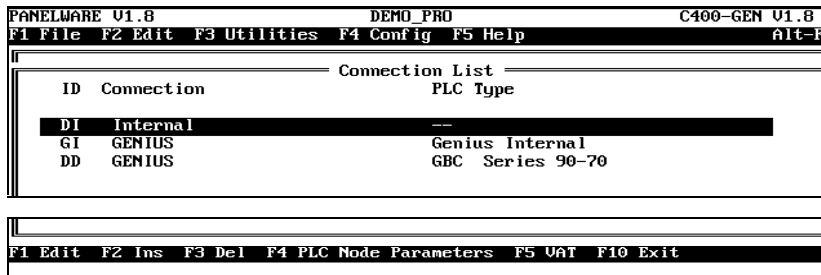 PANELWARE V1.8 DEMO_PRO C400-GEN V1.8
F1 File F2 Edit F3 Utilities F4 Config F5 Help Alt-F
Connection List
ID Connection PLC Type
DI Internal --
GI GENIUS Genius Internal
DD GENIUS GBC Series 90-70
F1 Edit F2 Ins F3 Del F4 PLC Node Parameters F5 VAT F10 Exit